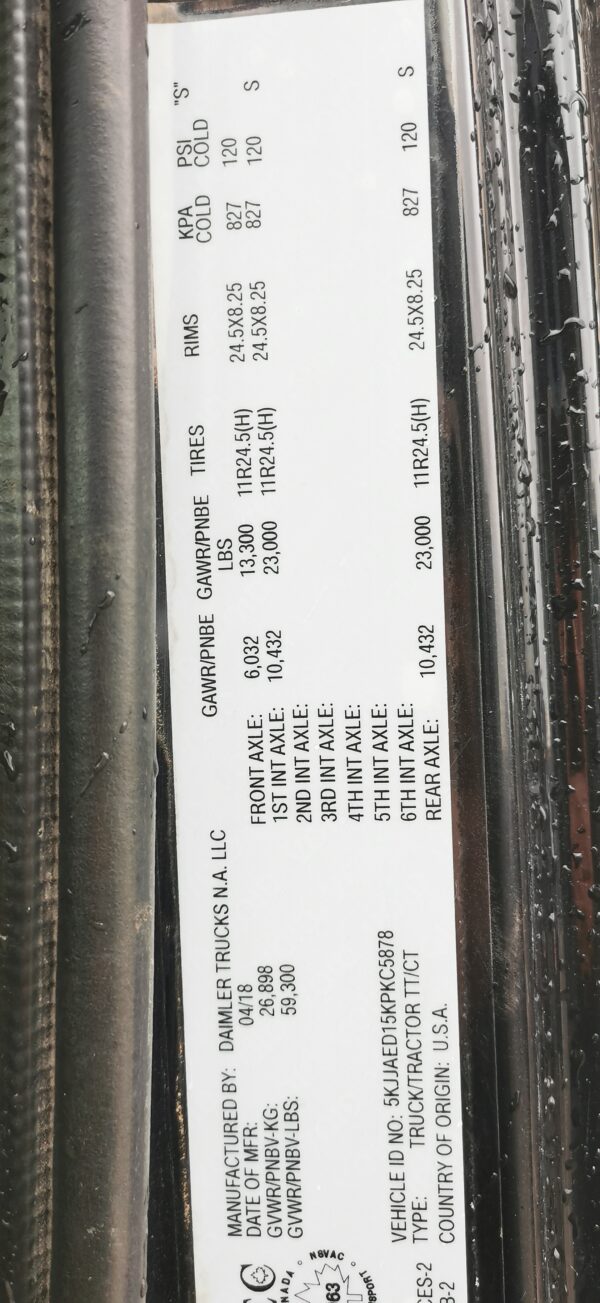 MANUFACTURED BY: DAIMLER TRUCKS N.A. LLC
DATE OF MFR: 04/18
GVWR/PNBV-KG: 26,898
GVWR/PNBV-LBS: 59,300
VEHICLE ID NO: 5KJJAED15KPKC5878
TYPE: TRUCK/TRACTOR TT/CT
COUNTRY OF ORIGIN: U.S.A.
GAWR/PNBE GAWR/PNBE TIRES RIMS KPA PSI "S"
LBS COLD COLD
FRONT AXLE: 6,032 13,300 11R24.5(H) 24.5X8.25 827 120
1ST INT AXLE: 10,432 23,000 11R24.5(H) 24.5X8.25 827 120 S
2ND INT AXLE:
3RD INT AXLE:
4TH INT AXLE:
5TH INT AXLE:
6TH INT AXLE:
REAR AXLE: 10,432 23,000 11R24.5(H) 24.5X8.25 827 120 S
NSVAC
63
CES-2
B-2